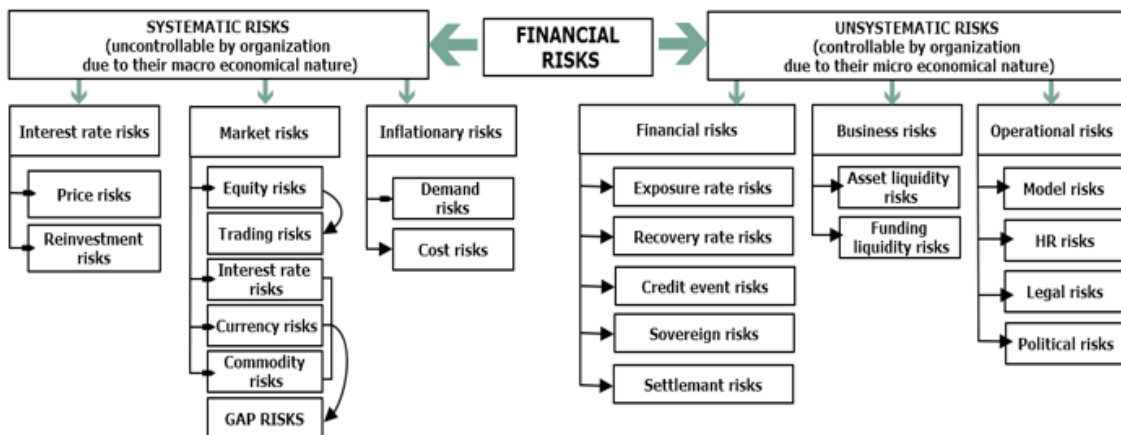 SYSTEMATIC RISKS
(uncontrollable by organization
due to their macro economical nature)
FINANCIAL
RISKS
UNSYSTEMATIC RISKS
(controllable by organization
due to their micro economical nature)
Interest rate risks
Price risks
Reinvestment
risks
Market risks
Equity risks
Trading risks
Interest rate
risks
Currency risks
Commodity
risks
GAP RISKS
Inflationary risks
Demand
risks
Cost risks
Financial risks
Exposure rate risks
Recovery rate risks
Credit event risks
Sovereign risks
Settlemant risks
Business risks
Asset liquidity
risks
Funding
liquidity risks
Operational risks
Model risks
HR risks
Legal risks
Political risks